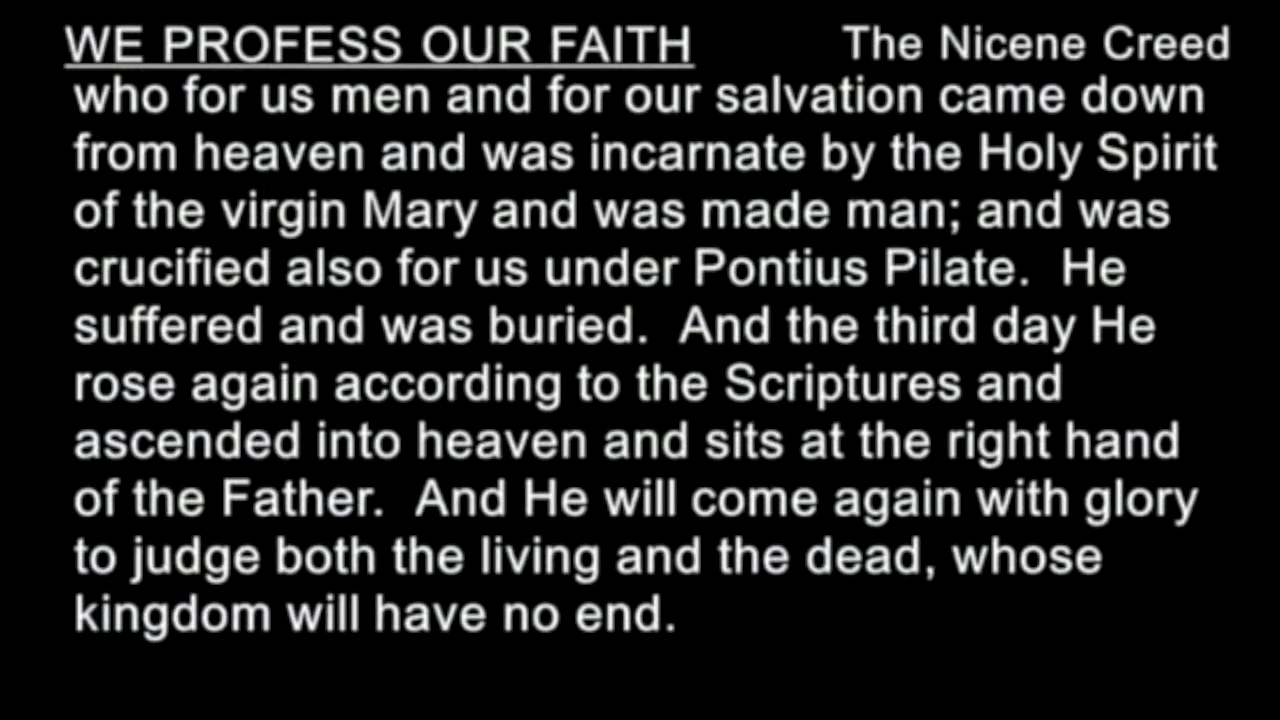 WE PROFESS OUR FAITH The Nicene Creed
who for us men and for our salvation came down
from heaven and was incarnate by the Holy Spirit
of the virgin Mary and was made man; and was
crucified also for us under Pontius Pilate.  He
suffered and was buried.  And the third day He
rose again according to the Scriptures and
ascended into heaven and sits at the right hand
of the Father.  And He will come again with glory
to judge both the living and the dead, whose
kingdom will have no end.